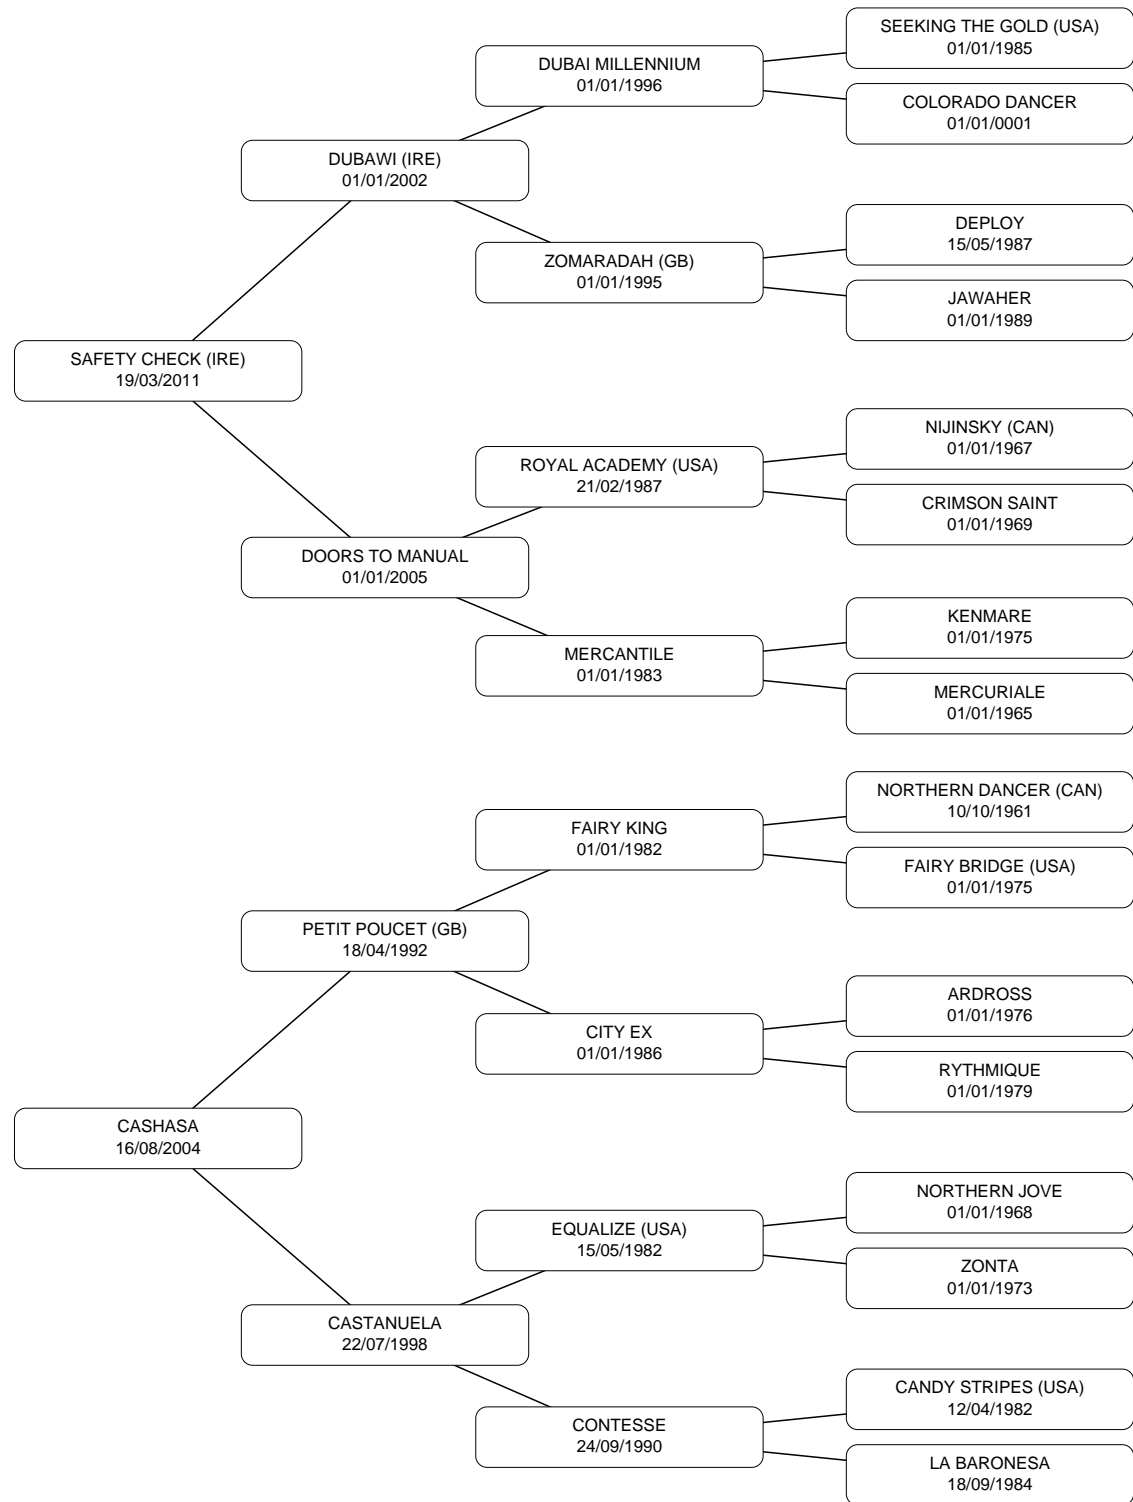 SEEKING THE GOLD (USA)
01/01/1985
DUBAI MILLENNIUM
01/01/1996
COLORADO DANCER
01/01/0001
DUBAWI (IRE)
01/01/2002
DEPLOY
15/05/1987
ZOMARADAH (GB)
01/01/1995
JAWAHER
01/01/1989
SAFETY CHECK (IRE)
19/03/2011
NIJINSKY (CAN)
01/01/1967
ROYAL ACADEMY (USA)
21/02/1987
CRIMSON SAINT
01/01/1969
DOORS TO MANUAL
01/01/2005
KENMARE
01/01/1975
MERCANTILE
01/01/1983
MERCURIALE
01/01/1965
NORTHERN DANCER (CAN)
10/10/1961
FAIRY KING
01/01/1982
FAIRY BRIDGE (USA)
01/01/1975
PETIT POUCET (GB)
18/04/1992
ARDROSS
01/01/1976
CITY EX
01/01/1986
RYTHMIQUE
01/01/1979
CASHASA
16/08/2004
NORTHERN JOVE
01/01/1968
EQUALIZE (USA)
15/05/1982
ZONTA
01/01/1973
CASTANUELA
22/07/1998
CANDY STRIPES (USA)
12/04/1982
CONTESSE
24/09/1990
LA BARONESA
18/09/1984